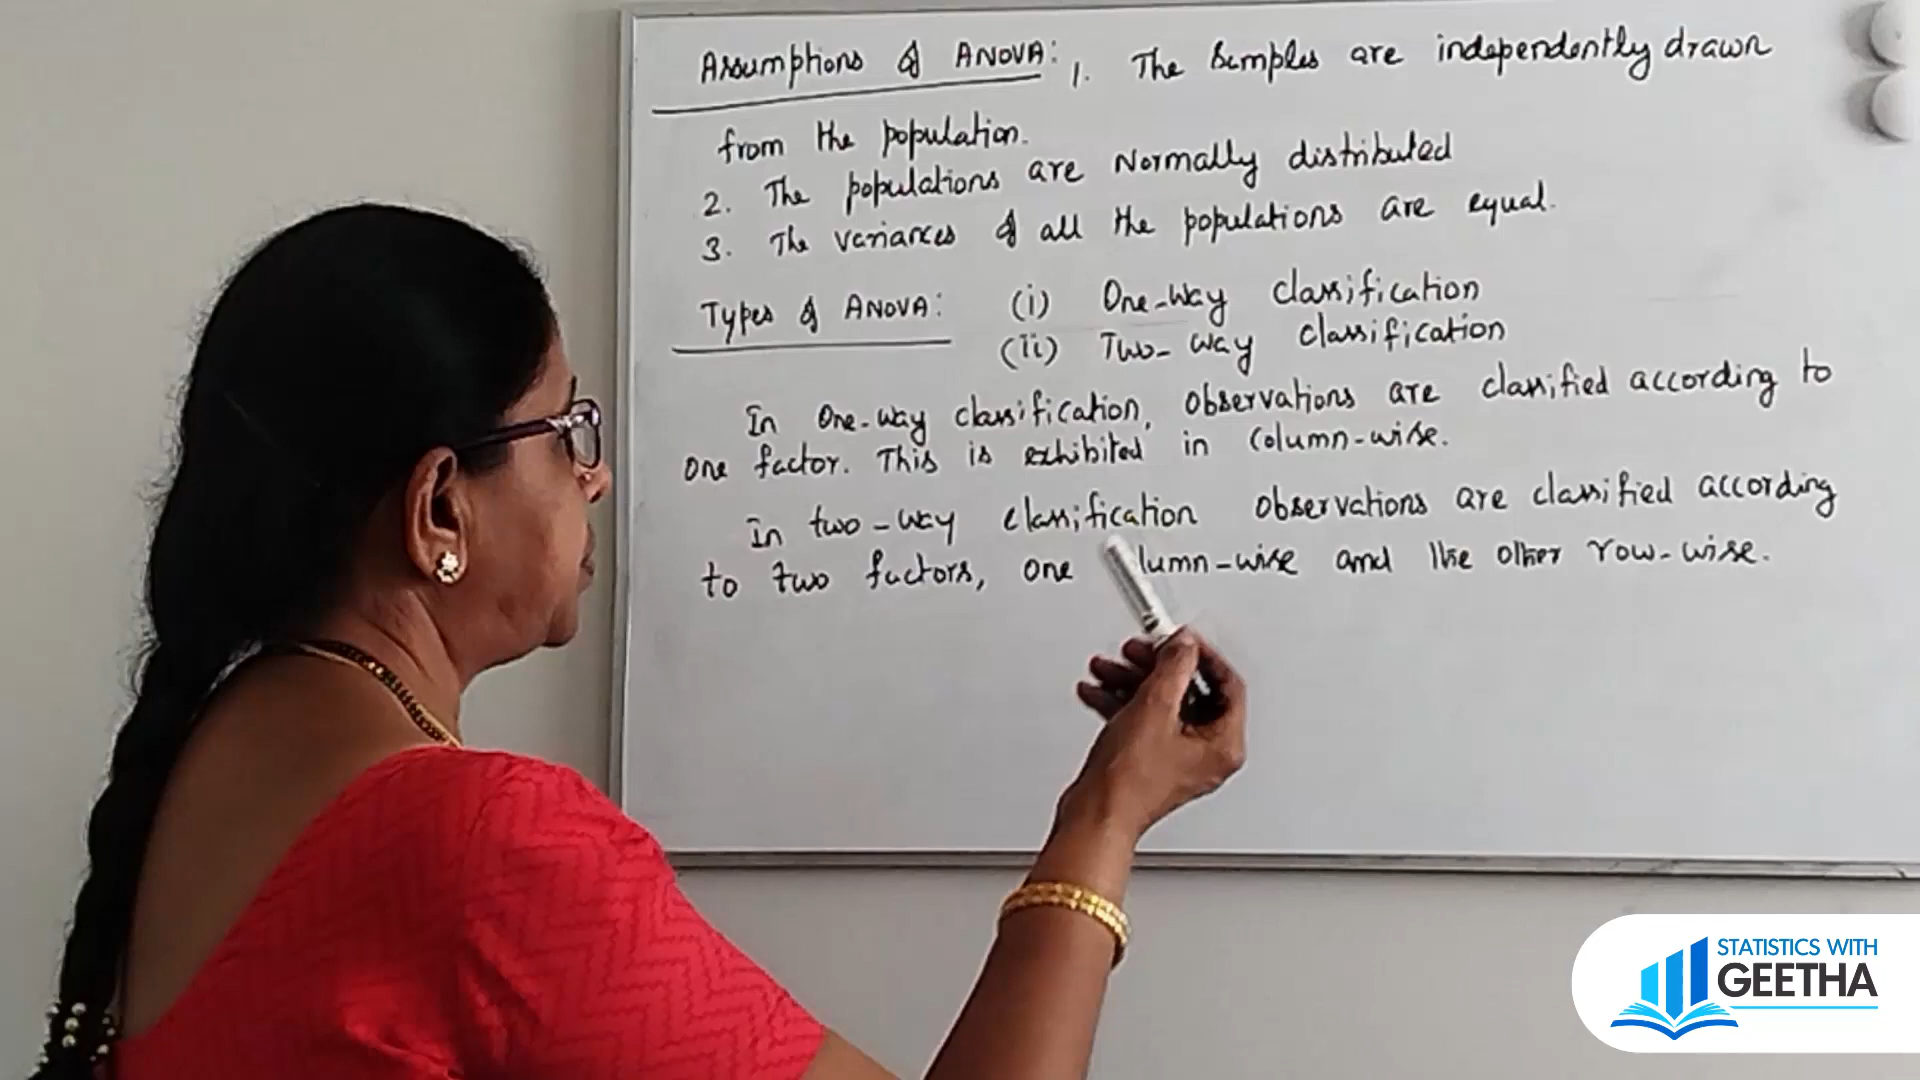 Assumptions of ANOVA: 1. The Samples are independently drawn
from the population.
2. The populations are Normally distributed
3. The variances of all the populations are equal.
Types of ANOVA: (i) One-Way classification
(ii) Two-Way classification
In One-way classification, observations are classified according to
one factor. This is exhibited in Column-wise.
In two-way classification observations are classified according
to two factors, one lumn-wise and the other row-wise.
STATISTICS WITH
GEETHA